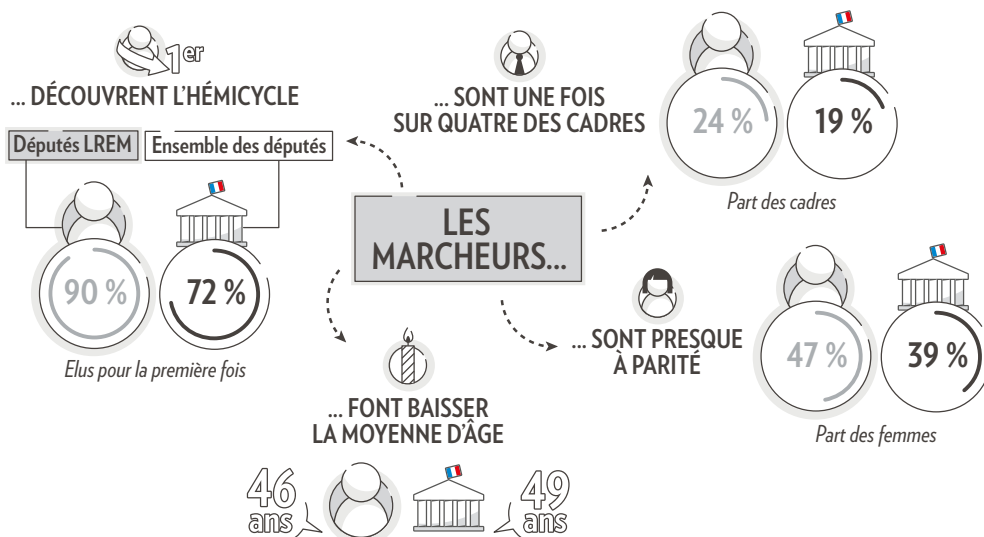 1er
... DÉCOUVRENT L'HÉMICYCLE
Députés LREM
Ensemble des députés
90 %
72 %
Elus pour la première fois
... SONT UNE FOIS
SUR QUATRE DES CADRES
24 %
19 %
Part des cadres
LES
MARCHEURS...
... SONT PRESQUE
À PARITÉ
47 %
39 %
Part des femmes
... FONT BAISSER
LA MOYENNE D'ÂGE
46
ans
49
ans